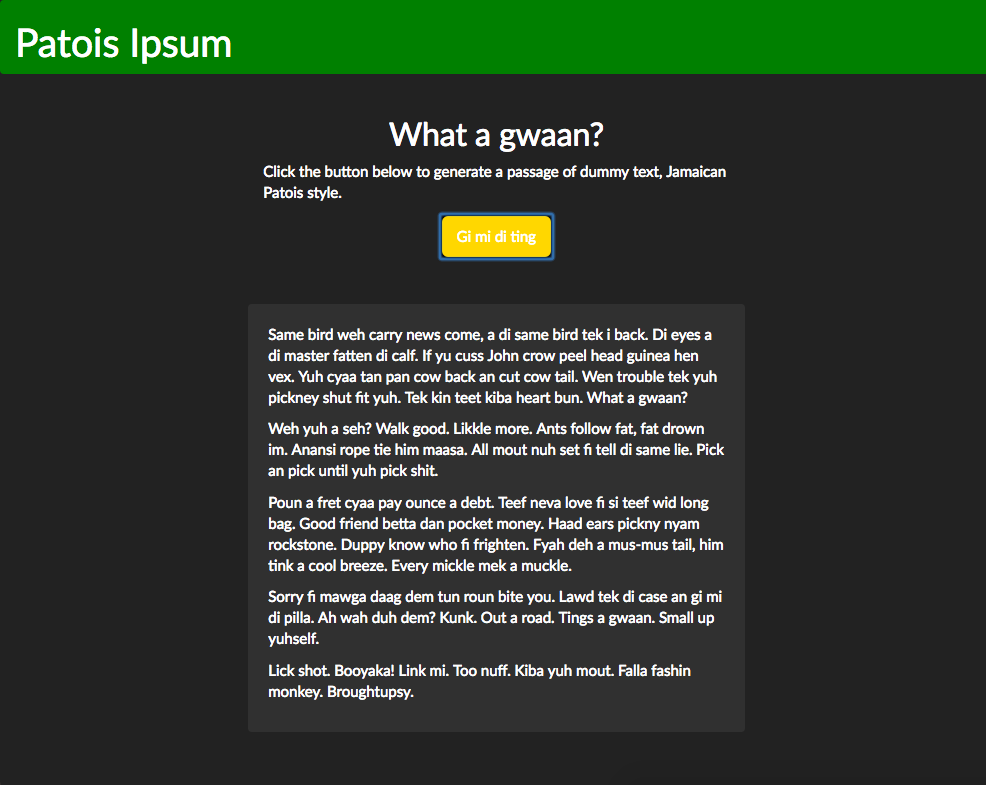 Patois Ipsum
What a gwaan?
Click the button below to generate a passage of dummy text, Jamaican
Patois style.
Gi mi di ting
Same bird weh carry news come, a di same bird tek i back. Di eyes a
di master fatten di calf. If yu cuss John crow peel head guinea hen
vex. Yuh cyaa tan pan cow back an cut cow tail. Wen trouble tek yuh
pickney shut fit yuh. Tek kin teet kiba heart bun. What a gwaan?
Weh yuh a seh? Walk good. Likkle more. Ants follow fat, fat drown
im. Anansi rope tie him maasa. All mout nuh set fi tell di same lie. Pick
an pick until yuh pick shit.
Poun a fret cyaa pay ounce a debt. Teef neva love fi si teef wid long
bag. Good friend betta dan pocket money. Haad ears pickny nyam
rockstone. Duppy know who fi frighten. Fyah deh a mus-mus tail, him
tink a cool breeze. Every mickle mek a muckle.
Sorry fi mawga daag dem tun roun bite you. Lawd tek di case an gi mi
di pilla. Ah wah duh dem? Kunk. Out a road. Tings a gwaan. Small up
yuhself.
Lick shot. Booyaka! Link mi. Too nuff. Kiba yuh mout. Falla fashin
monkey. Broughtupsy.